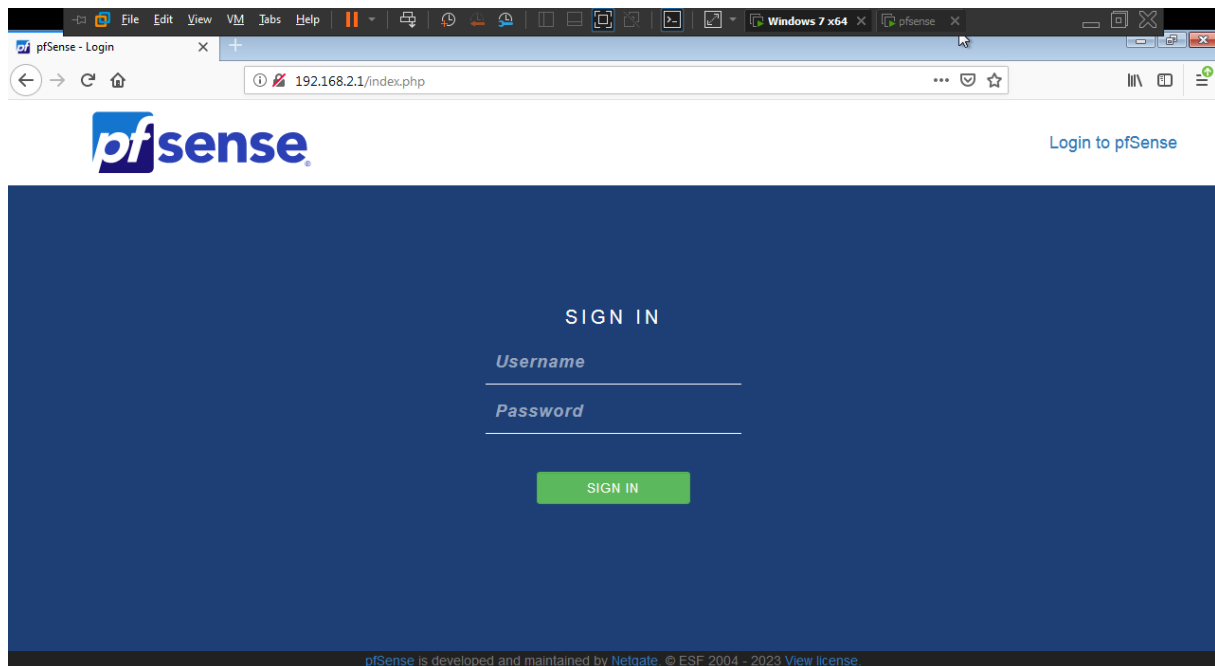 File Edit View VM Tabs Help Windows 7 x64 pfsense
pfSense - Login
192.168.2.1/index.php
pfsense
Login to pfSense
SIGN IN
Username
Password
SIGN IN
pfSense is developed and maintained by Netgate. © ESF 2004 - 2023 View license.